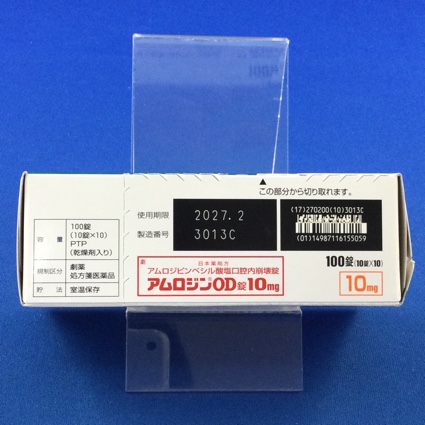 この部分から切り取れます。
使用期限 2027.2
製造番号 3013C
(17)270200(10)3013C
(01)14987116155059
容量
100錠
(10錠×10)
PTP
(乾燥剤入り)
規制区分
劇薬
処方箋医薬品
貯法
室温保存
100錠(10錠×10)
劇
日本薬局方
アムロジピンベシル酸塩口腔内崩壊錠
アムロジンOD錠10mg
10mg